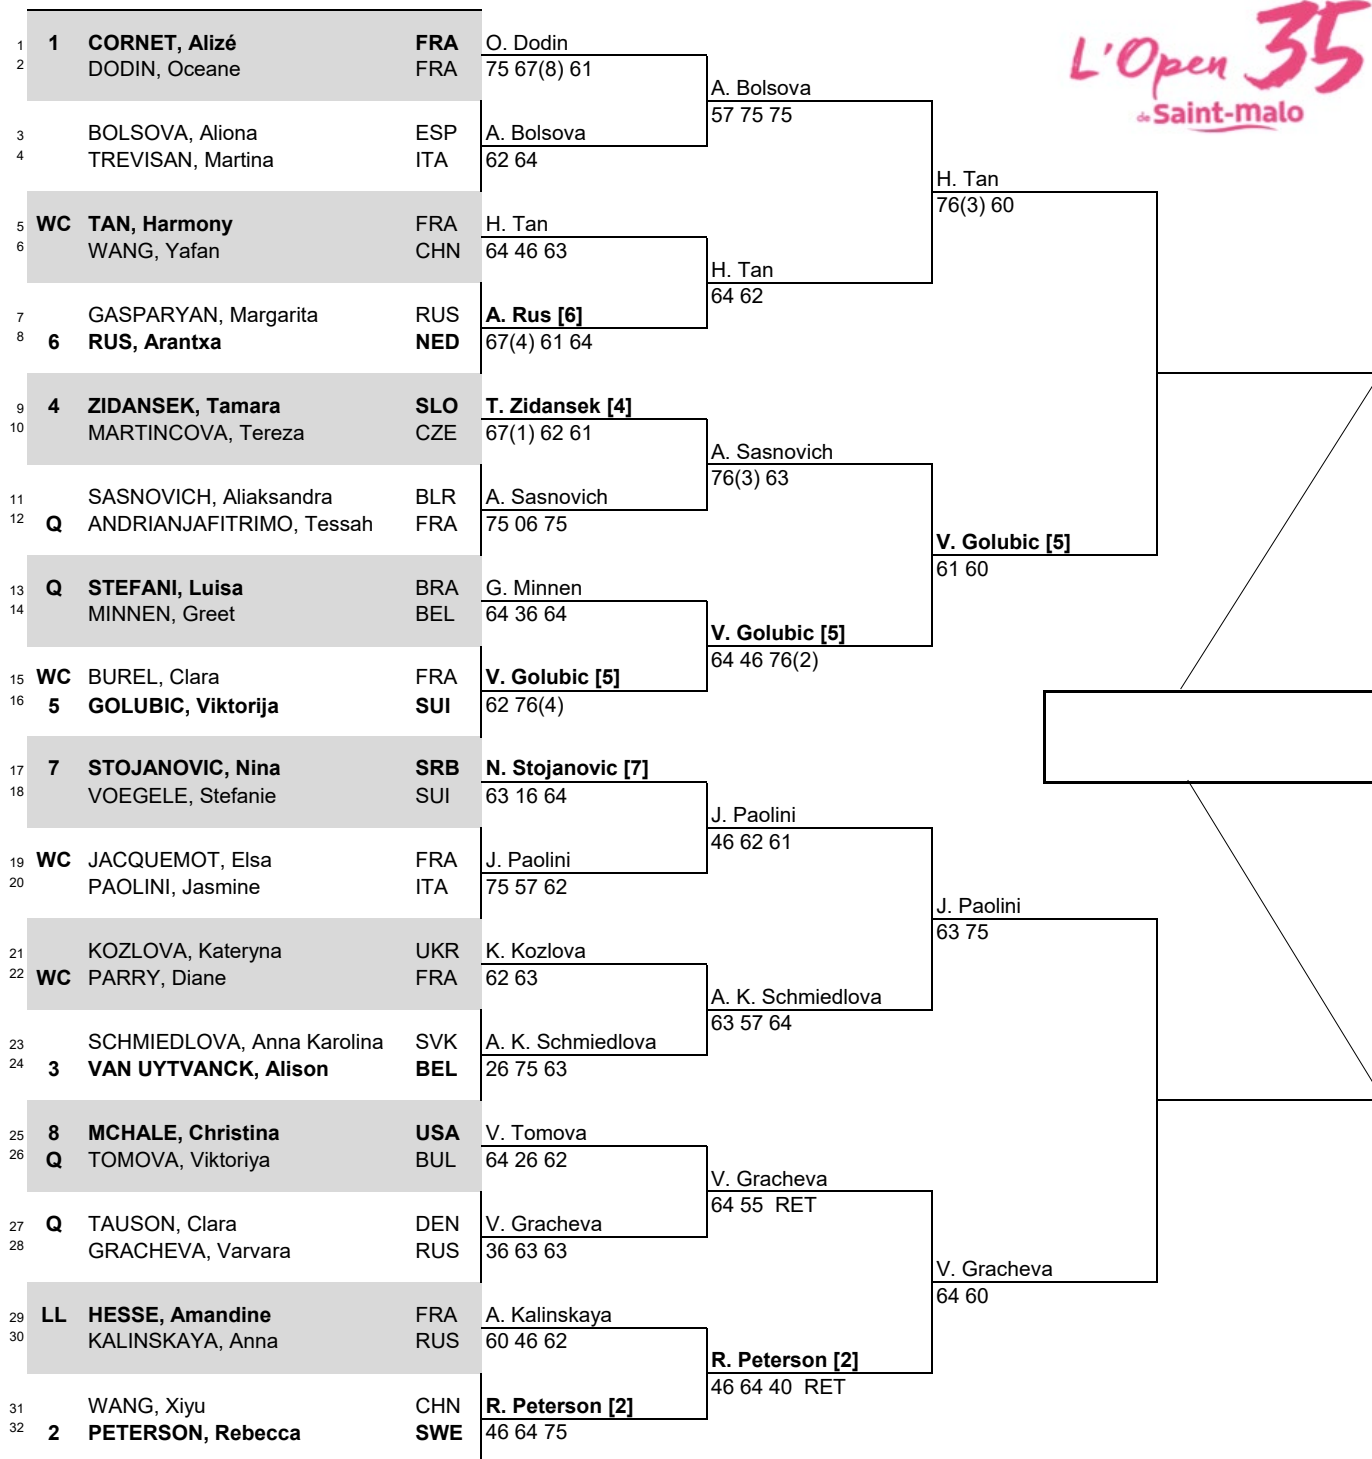 L'Open 35
de Saint-malo
1 1 CORNET, Alizé FRA O. Dodin
2 DODIN, Oceane FRA 75 67(8) 61
A. Bolsova
57 75 75
3 BOLSOVA, Aliona ESP A. Bolsova
4 TREVISAN, Martina ITA 62 64
H. Tan
76(3) 60
5 WC TAN, Harmony FRA H. Tan
6 WANG, Yafan CHN 64 46 63
H. Tan
64 62
7 GASPARYAN, Margarita RUS A. Rus [6]
8 6 RUS, Arantxa NED 67(4) 61 64
9 4 ZIDANSEK, Tamara SLO T. Zidansek [4]
10 MARTINCOVA, Tereza CZE 67(1) 62 61
A. Sasnovich
76(3) 63
11 SASNOVICH, Aliaksandra BLR A. Sasnovich
12 Q ANDRIANJAFITRIMO, Tessah FRA 75 06 75
V. Golubic [5]
61 60
13 Q STEFANI, Luisa BRA G. Minnen
14 MINNEN, Greet BEL 64 36 64
V. Golubic [5]
64 46 76(2)
15 WC BUREL, Clara FRA V. Golubic [5]
16 5 GOLUBIC, Viktorija SUI 62 76(4)
17 7 STOJANOVIC, Nina SRB N. Stojanovic [7]
18 VOEGELE, Stefanie SUI 63 16 64
J. Paolini
46 62 61
19 WC JACQUEMOT, Elsa FRA J. Paolini
20 PAOLINI, Jasmine ITA 75 57 62
J. Paolini
63 75
21 KOZLOVA, Kateryna UKR K. Kozlova
22 WC PARRY, Diane FRA 62 63
A. K. Schmiedlova
63 57 64
23 SCHMIEDLOVA, Anna Karolina SVK A. K. Schmiedlova
24 3 VAN UYTVANCK, Alison BEL 26 75 63
25 8 MCHALE, Christina USA V. Tomova
26 Q TOMOVA, Viktoriya BUL 64 26 62
V. Gracheva
64 55 RET
27 Q TAUSON, Clara DEN V. Gracheva
28 GRACHEVA, Varvara RUS 36 63 63
V. Gracheva
64 60
29 LL HESSE, Amandine FRA A. Kalinskaya
30 KALINSKAYA, Anna RUS 60 46 62
R. Peterson [2]
46 64 40 RET
31 WANG, Xiyu CHN R. Peterson [2]
32 2 PETERSON, Rebecca SWE 46 64 75